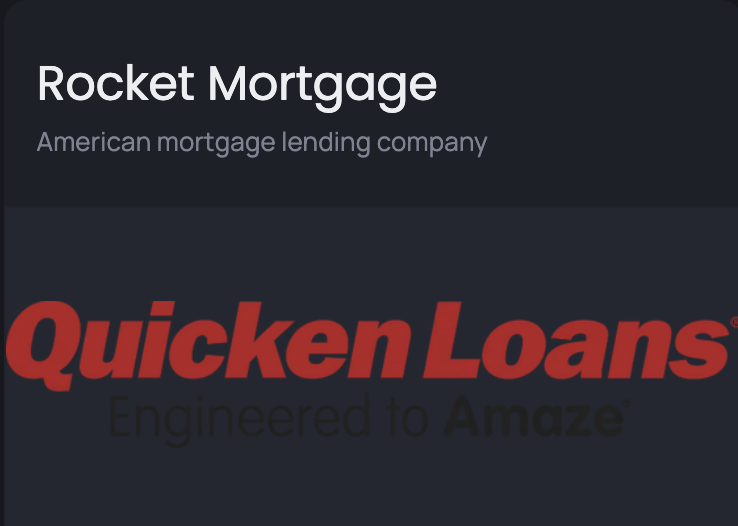 Rocket Mortgage
American mortgage lending company
Quicken Loans®
Engineered to Amaze